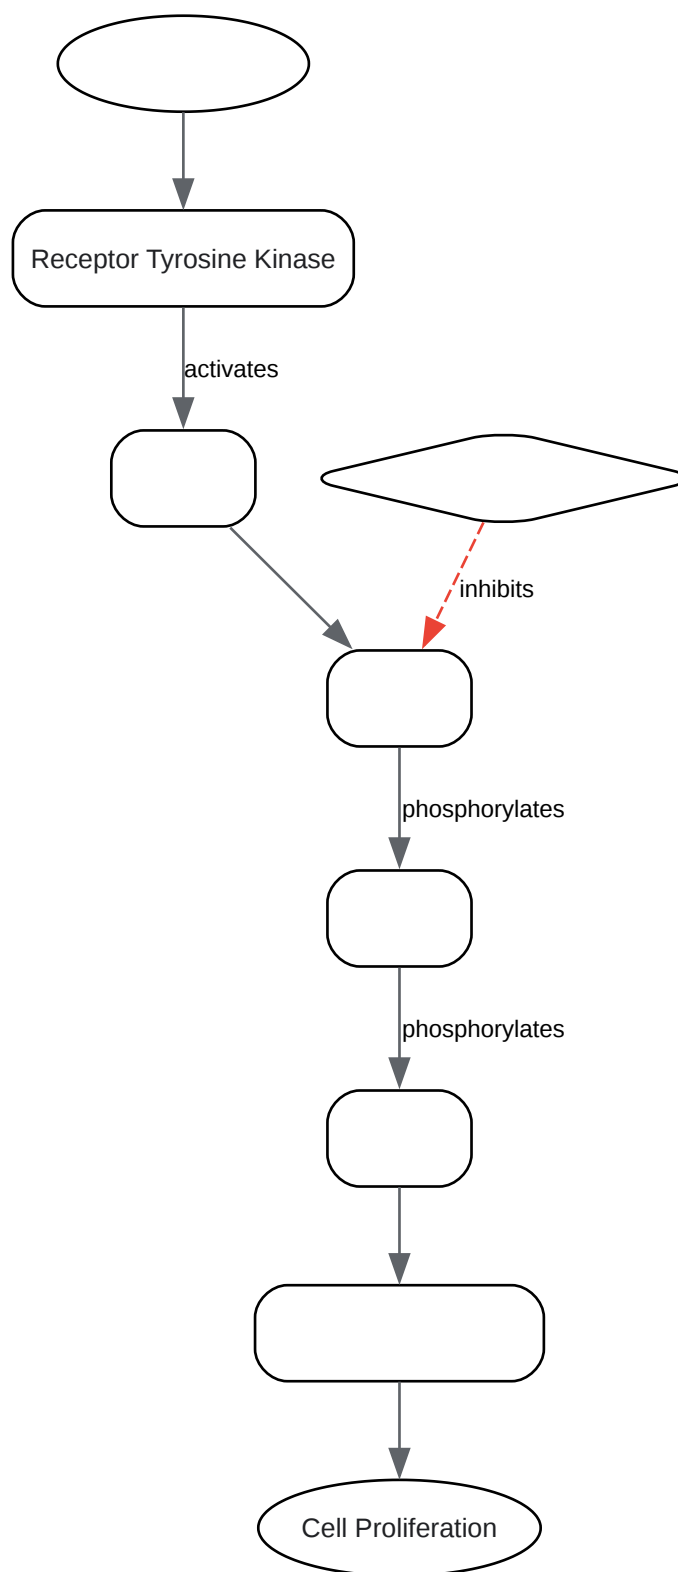 Receptor Tyrosine Kinase
activates
inhibits
phosphorylates
phosphorylates
Cell Proliferation